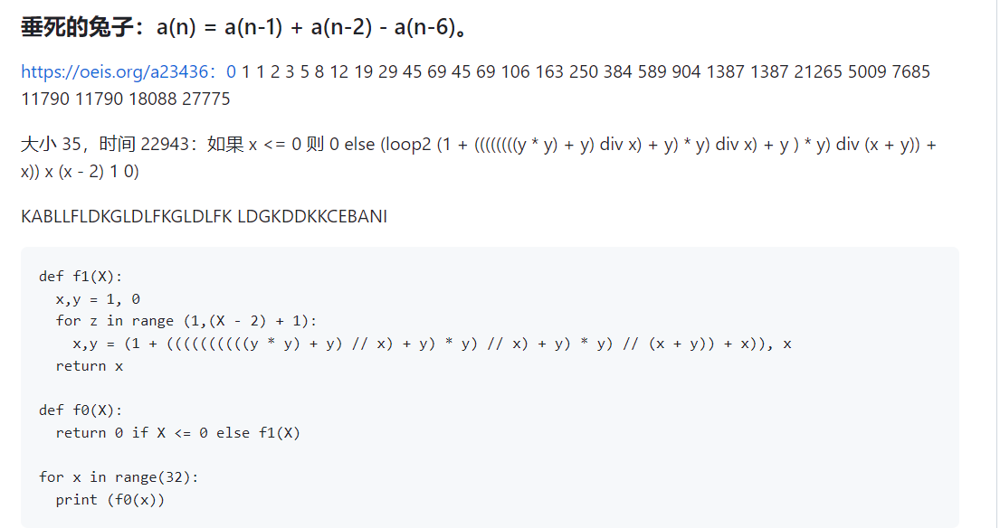 垂死的兔子：a(n) = a(n-1) + a(n-2) - a(n-6)。
https://oeis.org/a23436：0 1 1 2 3 5 8 12 19 29 45 69 45 69 106 163 250 384 589 904 1387 1387 21265 5009 7685
11790 11790 18088 27775
大小 35，时间 22943：如果 x <= 0 则 0 else (loop2 (1 + ((((((((y * y) + y) div x) + y) * y) div x) + y ) * y) div (x + y)) +
x)) x (x - 2) 1 0)
KABLLFLDKGLDLFKGLDLFK LDGKDDKKCEBANI
def f1(X):
  x,y = 1, 0
  for z in range (1,(X - 2) + 1):
    x,y = (1 + ((((((((((y * y) + y) // x) + y) * y) // x) + y) * y) // (x + y)) + x)), x
  return x
def f0(X):
  return 0 if X <= 0 else f1(X)
for x in range(32):
  print (f0(x))